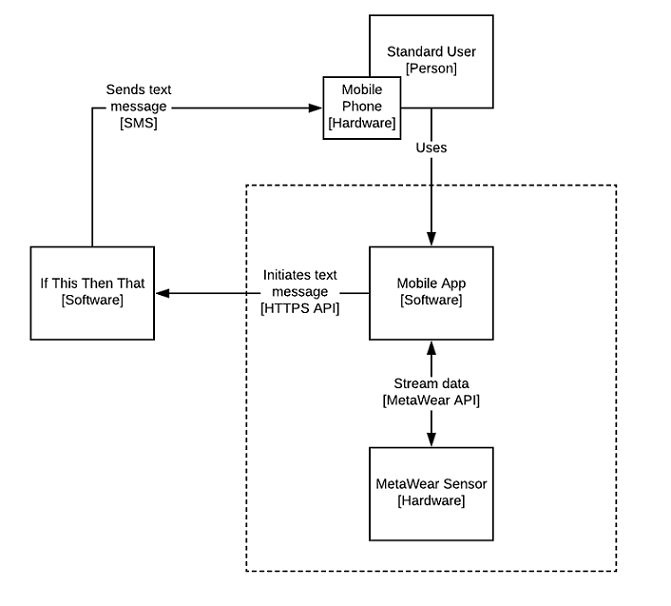 Standard User
[Person]
Mobile
Phone
[Hardware]
Sends text
message
[SMS]
Uses
If This Then That
[Software]
Initiates text
message
[HTTPS API]
Mobile App
[Software]
Stream data
[MetaWear API]
MetaWear Sensor
[Hardware]